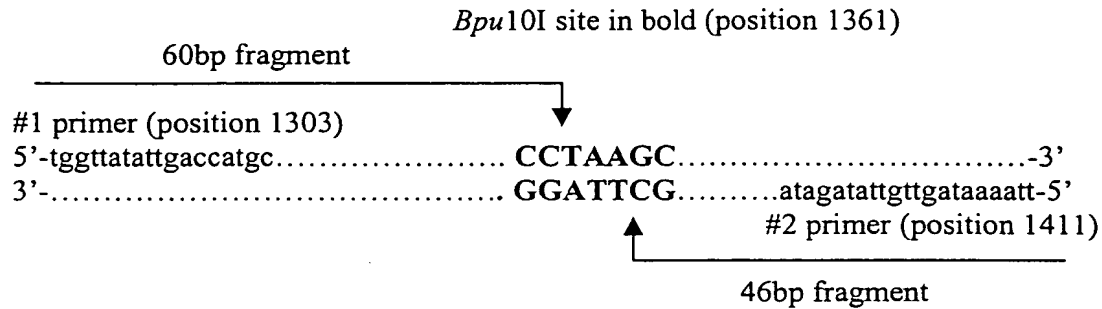 Bpu10I site in bold (position 1361)
60bp fragment
#1 primer (position 1303)
5’-tggttatattgaccatgc.................................... CCTAAGC.....................................-3’
3’-........................................................ GGATTCG...........atagatattgttgataaaatt-5’
#2 primer (position 1411)
46bp fragment